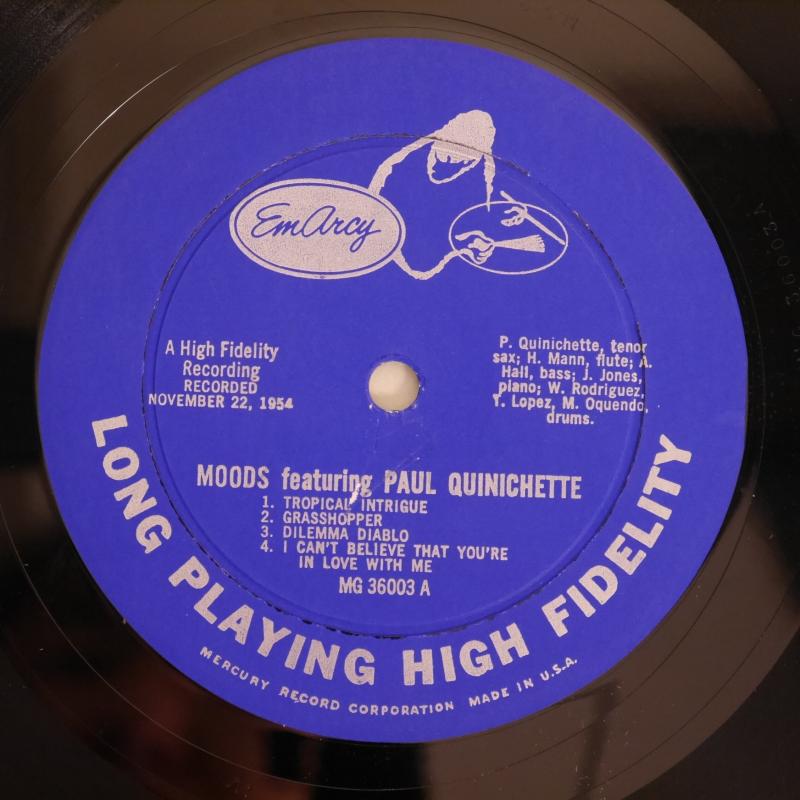 EmArcy
A High Fidelity
Recording
RECORDED
NOVEMBER 22, 1954
P. Quinichette, tenor
sax; H. Mann, flute; A.
Hall, bass; J. Jones,
piano; W. Rodriguez,
T. Lopez, M. Oquendo,
drums.
MOODS featuring PAUL QUINICHETTE
1. TROPICAL INTRIGUE
2. GRASSHOPPER
3. DILEMMA DIABLO
4. I CAN'T BELIEVE THAT YOU'RE
IN LOVE WITH ME
MG 36003 A
LONG PLAYING HIGH FIDELITY
MERCURY RECORD CORPORATION MADE IN U.S.A.